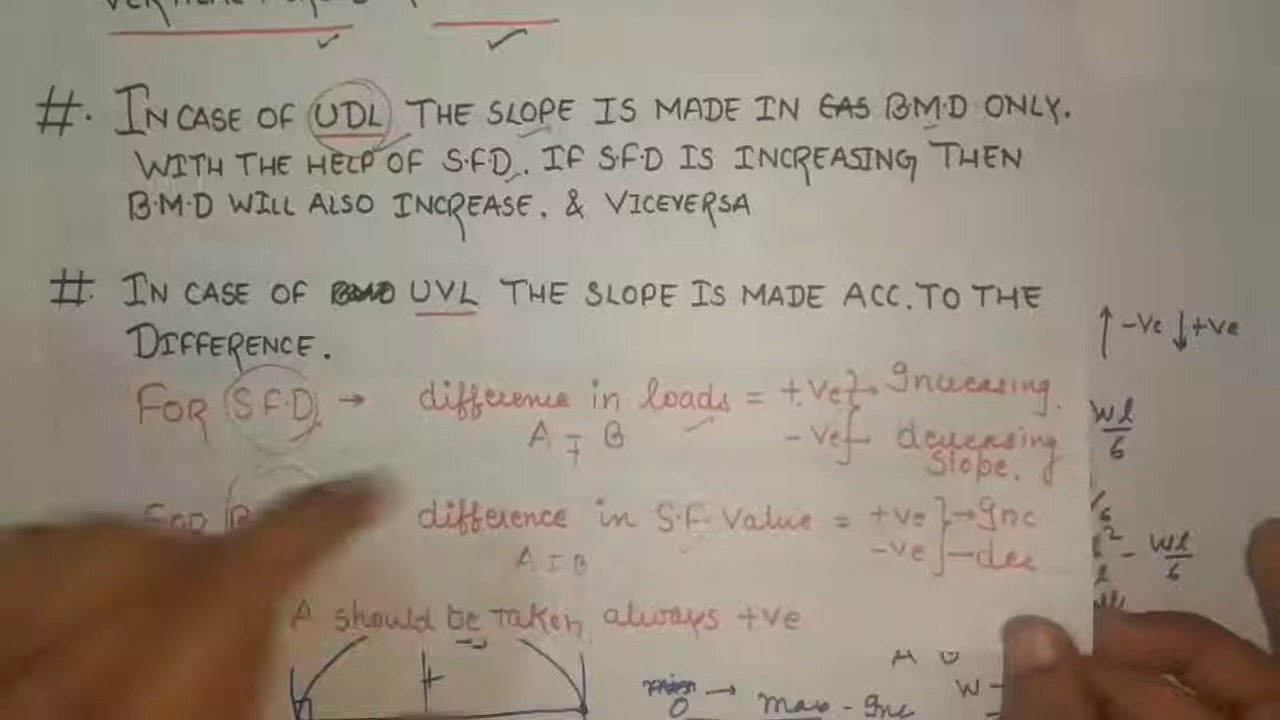 #. IN CASE OF UDL THE SLOPE IS MADE IN B.M.D ONLY.
WITH THE HELP OF S.F.D. IF S.F.D IS INCREASING THEN
B.M.D WILL ALSO INCREASE. & VICEVERSA
#. IN CASE OF UVL THE SLOPE IS MADE ACC. TO THE
DIFFERENCE.
↑ -Ve ↓ +Ve
FOR S.F.D → difference in loads = +Ve}→ Increasing.
A - B -Ve}- decreasing
Slope.
Wl
6
FOR difference in S.F Value = +ve }→ Inc
A - B -ve }- dec
- Wl
6
A should be taken always +ve
0 → max - Inc
W -